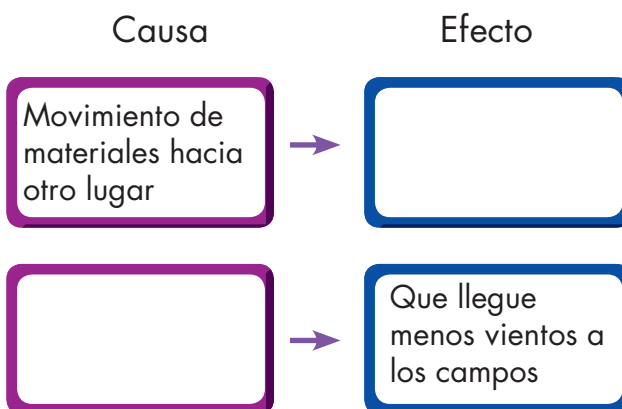 Causa
Efecto
Movimiento de
materiales hacia
otro lugar
Que llegue
menos vientos a
los campos